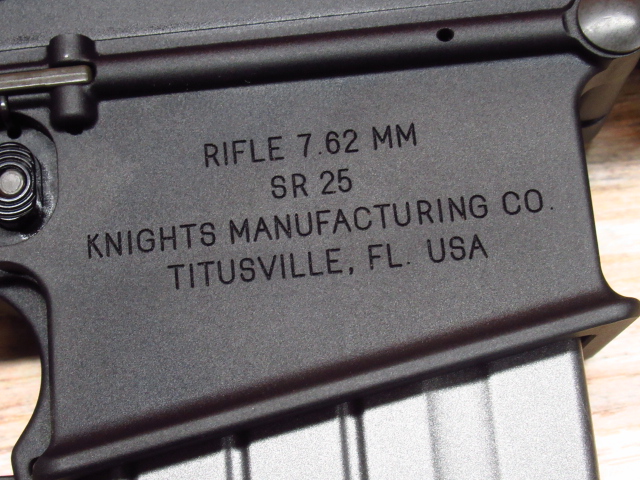 RIFLE 7.62 MM
SR 25
KNIGHTS MANUFACTURING CO.
TITUSVILLE, FL. USA